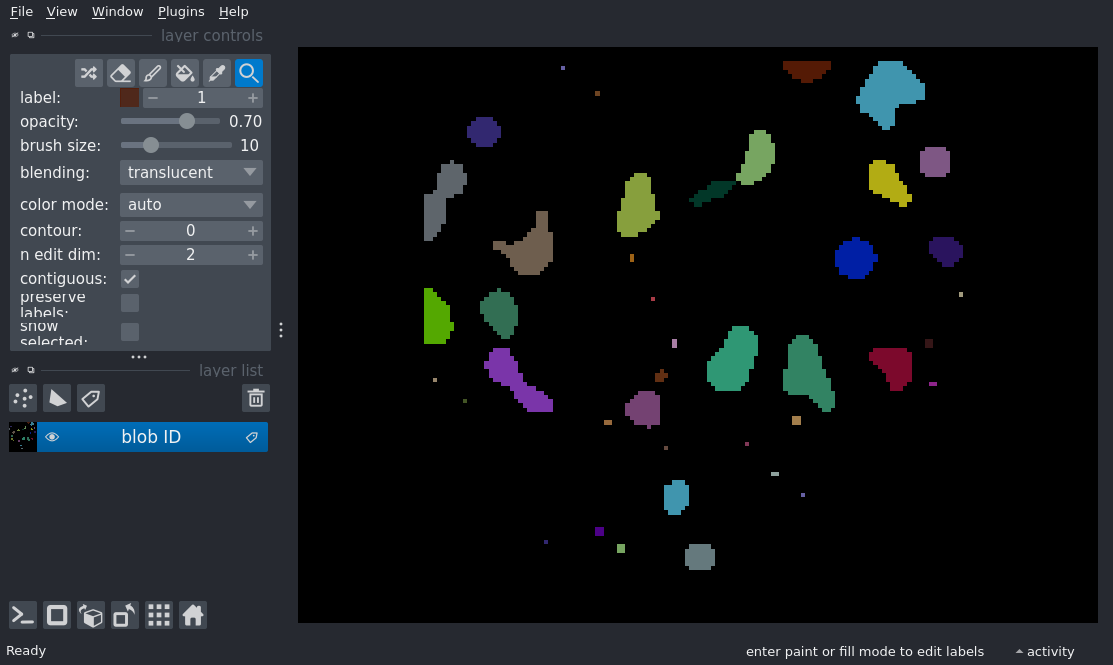 File View Window Plugins Help
layer controls
label: 1
opacity: 0.70
brush size: 10
blending: translucent
color mode: auto
contour: 0
n edit dim: 2
contiguous:
preserve
labels:
show
selected:
layer list
blob ID
Ready
enter paint or fill mode to edit labels
activity